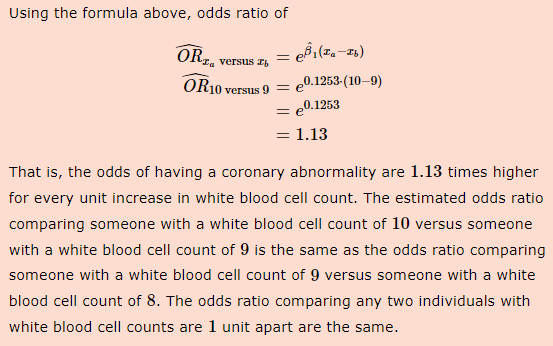 Using the formula above, odds ratio of
\widehat{OR}_{x_a \text{ versus } x_b} = e^{\hat{\beta}_1(x_a - x_b)}
\widehat{OR}_{10 \text{ versus } 9} = e^{0.1253·(10−9)}
= e^{0.1253}
= 1.13
That is, the odds of having a coronary abnormality are 1.13 times higher
for every unit increase in white blood cell count. The estimated odds ratio
comparing someone with a white blood cell count of 10 versus someone
with a white blood cell count of 9 is the same as the odds ratio comparing
someone with a white blood cell count of 9 versus someone with a white
blood cell count of 8. The odds ratio comparing any two individuals with
white blood cell counts are 1 unit apart are the same.